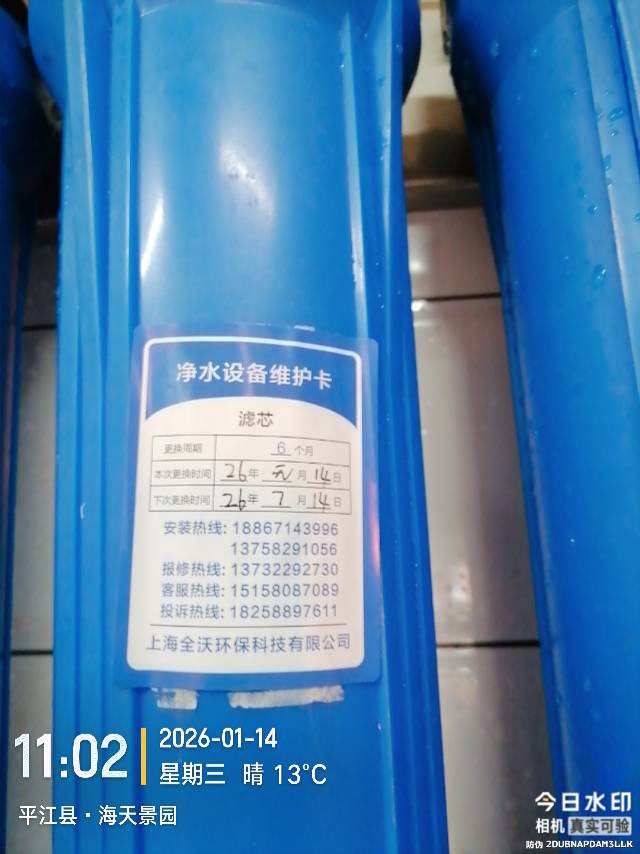 净水设备维护卡
滤芯
更换周期 6 个月
本次更换时间 26 年 元 月 14 日
下次更换时间 26 年 7 月 14 日
安装热线: 18867143996
13758291056
报修热线: 13732292730
客服热线: 15158087089
投诉热线: 18258897611
上海全沃环保科技有限公司
11:02
2026-01-14
星期三 晴 13℃
平江县·海天景园
今日水印
相机 真实可验
防伪 2DUBNAPDAM3LLK